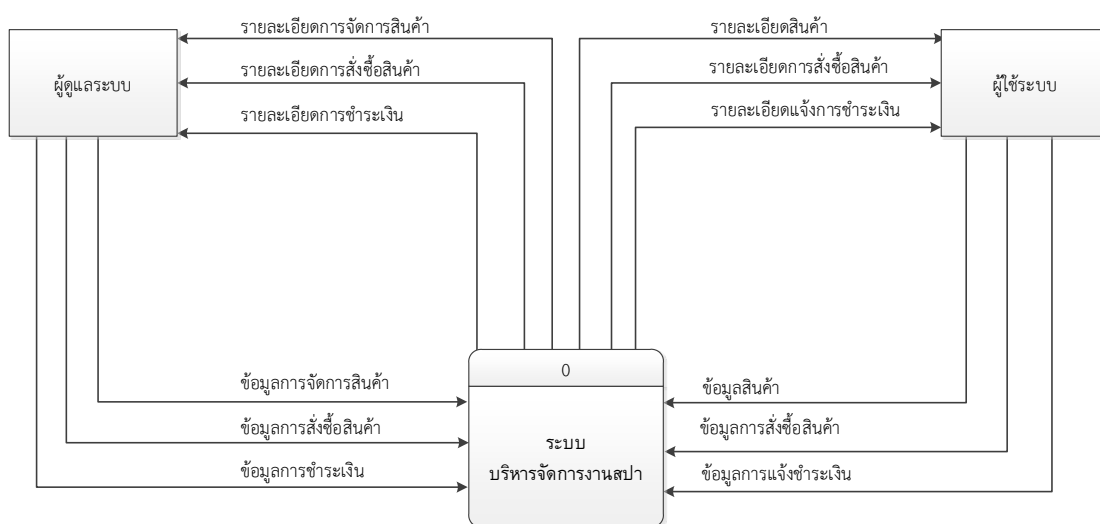 รายละเอียดการจัดการสินค้า
รายละเอียดสินค้า
ผู้ดูแลระบบ
รายละเอียดการสั่งซื้อสินค้า
รายละเอียดการสั่งซื้อสินค้า
ผู้ใช้ระบบ
รายละเอียดการชำระเงิน
รายละเอียดแจ้งการชำระเงิน
0
ข้อมูลการจัดการสินค้า
ข้อมูลสินค้า
ข้อมูลการสั่งซื้อสินค้า
ระบบ
บริหารจัดการงานสปา
ข้อมูลการสั่งซื้อสินค้า
ข้อมูลการชำระเงิน
ข้อมูลการแจ้งชำระเงิน